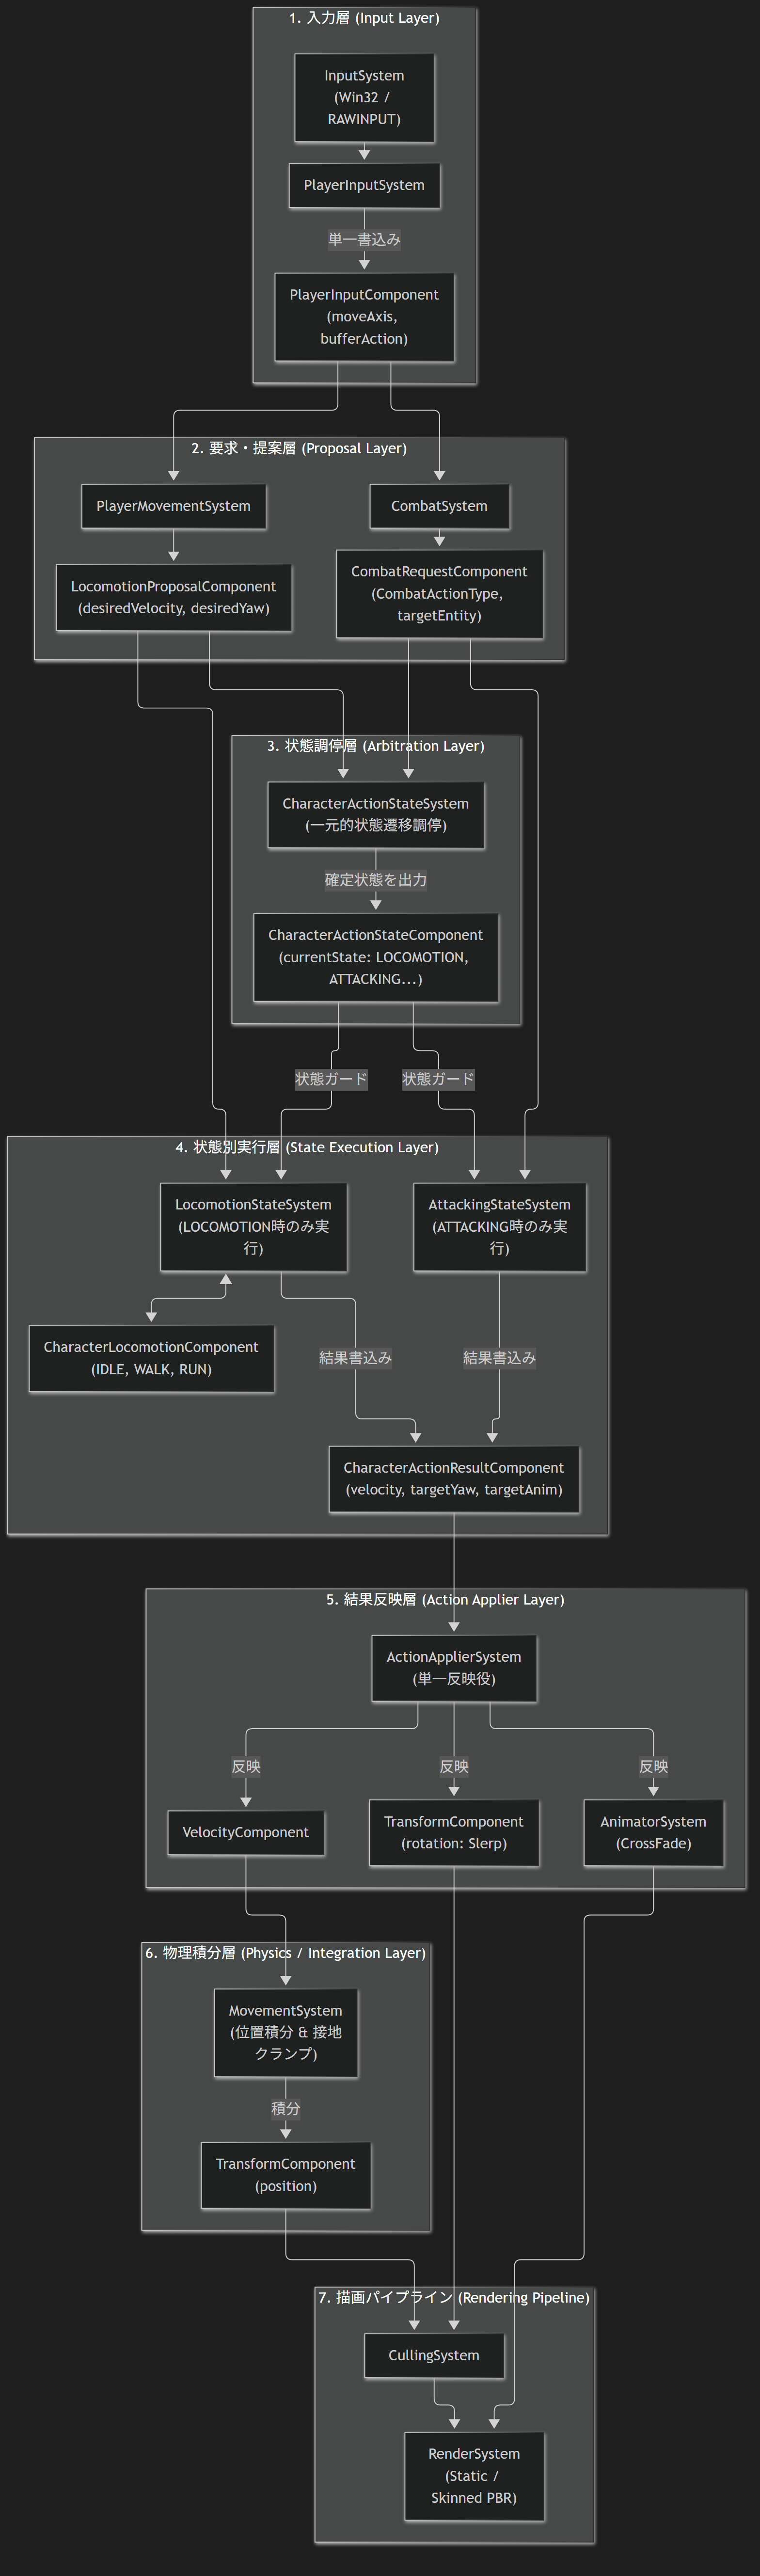 1. 入力層 (Input Layer)
InputSystem
(Win32 /
RAWINPUT)
PlayerInputSystem
単一書込み
PlayerInputComponent
(moveAxis,
bufferAction)
2. 要求・提案層 (Proposal Layer)
PlayerMovementSystem
CombatSystem
LocomotionProposalComponent
(desiredVelocity, desiredYaw)
CombatRequestComponent
(CombatActionType,
targetEntity)
3. 状態調停層 (Arbitration Layer)
CharacterActionStateSystem
(一元的状態遷移調停)
確定状態を出力
CharacterActionStateComponent
(currentState: LOCOMOTION,
ATTACKING...)
状態ガード
状態ガード
4. 状態別実行層 (State Execution Layer)
LocomotionStateSystem
(LOCOMOTION時のみ実
行)
AttackingStateSystem
(ATTACKING時のみ実
行)
CharacterLocomotionComponent
(IDLE, WALK, RUN)
結果書込み
結果書込み
CharacterActionResultComponent
(velocity, targetYaw, targetAnim)
5. 結果反映層 (Action Applier Layer)
ActionApplierSystem
(単一反映役)
反映
反映
反映
VelocityComponent
TransformComponent
(rotation: Slerp)
AnimatorSystem
(CrossFade)
6. 物理積分層 (Physics / Integration Layer)
MovementSystem
(位置積分 & 接地
クランプ)
積分
TransformComponent
(position)
7. 描画パイプライン (Rendering Pipeline)
CullingSystem
RenderSystem
(Static /
Skinned PBR)